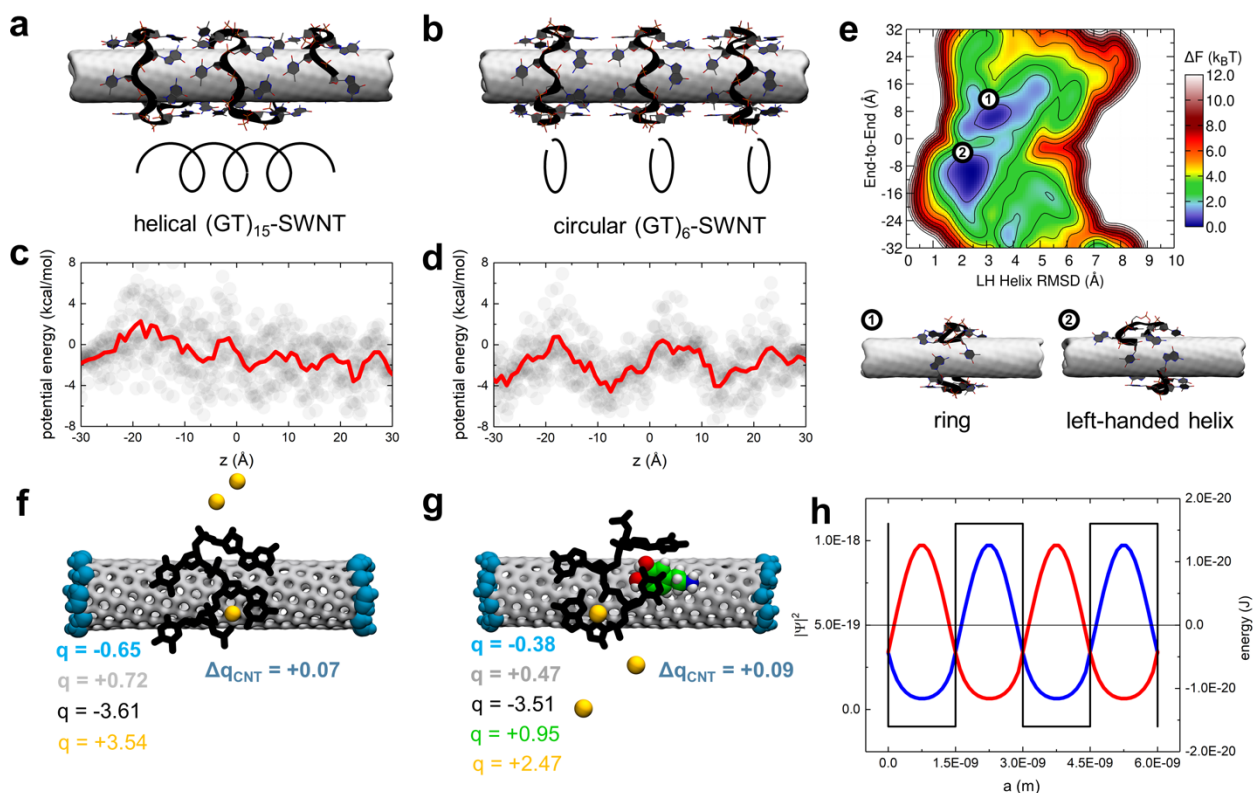 a
helical (GT)15-SWNT
b
circular (GT)6-SWNT
c
potential energy (kcal/mol)
8
4
0
-4
-8
-30 -20 -10 0 10 20 30
z (Å)
d
potential energy (kcal/mol)
8
4
0
-4
-8
-30 -20 -10 0 10 20 30
z (Å)
e
End-to-End (Å)
32
24
16
8
0
-8
-16
-24
-32
1
2
0 1 2 3 4 5 6 7 8 9 10
LH Helix RMSD (Å)
ΔF (kBT)
12.0
10.0
8.0
6.0
4.0
2.0
0.0
1
ring
2
left-handed helix
f
q = -0.65
q = +0.72
q = -3.61
q = +3.54
ΔqCNT = +0.07
g
q = -0.38
q = +0.47
q = -3.51
q = +0.95
q = +2.47
ΔqCNT = +0.09
h
|Ψ|²
1.0E-18
5.0E-19
0.0
0.0 1.5E-09 3.0E-09 4.5E-09 6.0E-09
a (m)
2.0E-20
1.0E-20
0.0
-1.0E-20
-2.0E-20
energy (J)